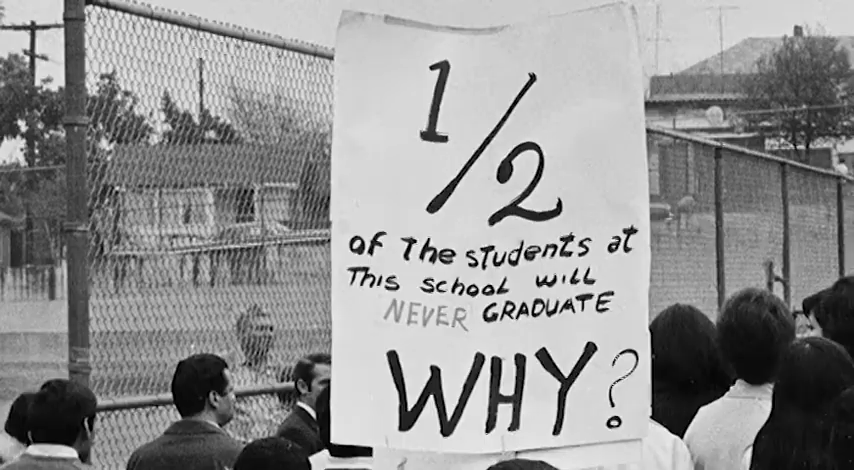 1/2
of The students at
This school will
NEVER GRADUATE
WHY?